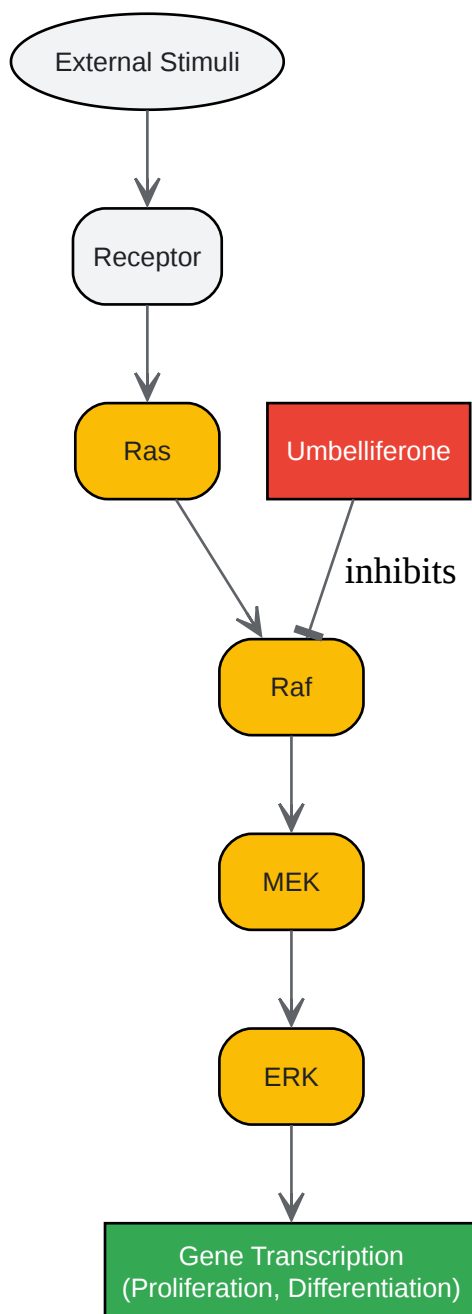 External Stimuli
Receptor
Ras
Umbelliferone
inhibits
Raf
MEK
ERK
Gene Transcription
(Proliferation, Differentiation)